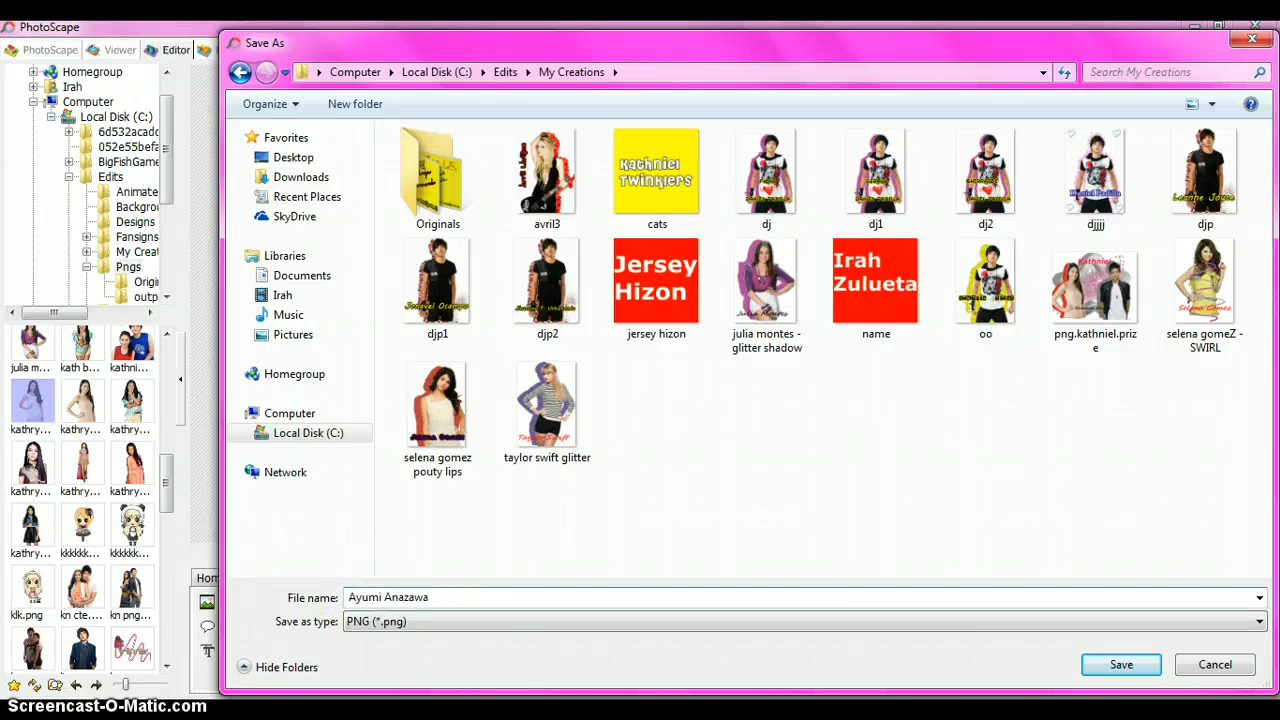 PhotoScape
Save As
PhotoScape
Viewer
Editor
Computer
Local Disk (C:)
Edits
My Creations
Search My Creations
Organize
New folder
Homegroup
Irah
Computer
Local Disk (C:)
6d532acadc
052e55befa
BigFishGame
Edits
Animate
Backgro
Designs
Fansigns
My Crea
Pngs
Origi
outp
julia m...
kath b...
kathni...
kathry...
kathry...
kathry...
kathry...
kathry...
kathry...
kathry...
kkkkkk...
kkkkkk...
klk.png
kn cte....
kn png...
Favorites
Desktop
Downloads
Recent Places
SkyDrive
Libraries
Documents
Irah
Music
Pictures
Homegroup
Computer
Local Disk (C:)
Network
Originals
avril3
Kathniel
Twinklers
cats
dj
dj1
dj2
djjjj
djp
djp1
djp2
Jersey
Hizon
jersey hizon
julia montes -
glitter shadow
Irah
Zulueta
name
oo
png.kathniel.priz
e
selena gomeZ -
SWIRL
selena gomez
pouty lips
taylor swift glitter
Hom
File name:
Ayumi Anazawa
Save as type:
PNG (*.png)
Hide Folders
Save
Cancel
Screencast-O-Matic.com